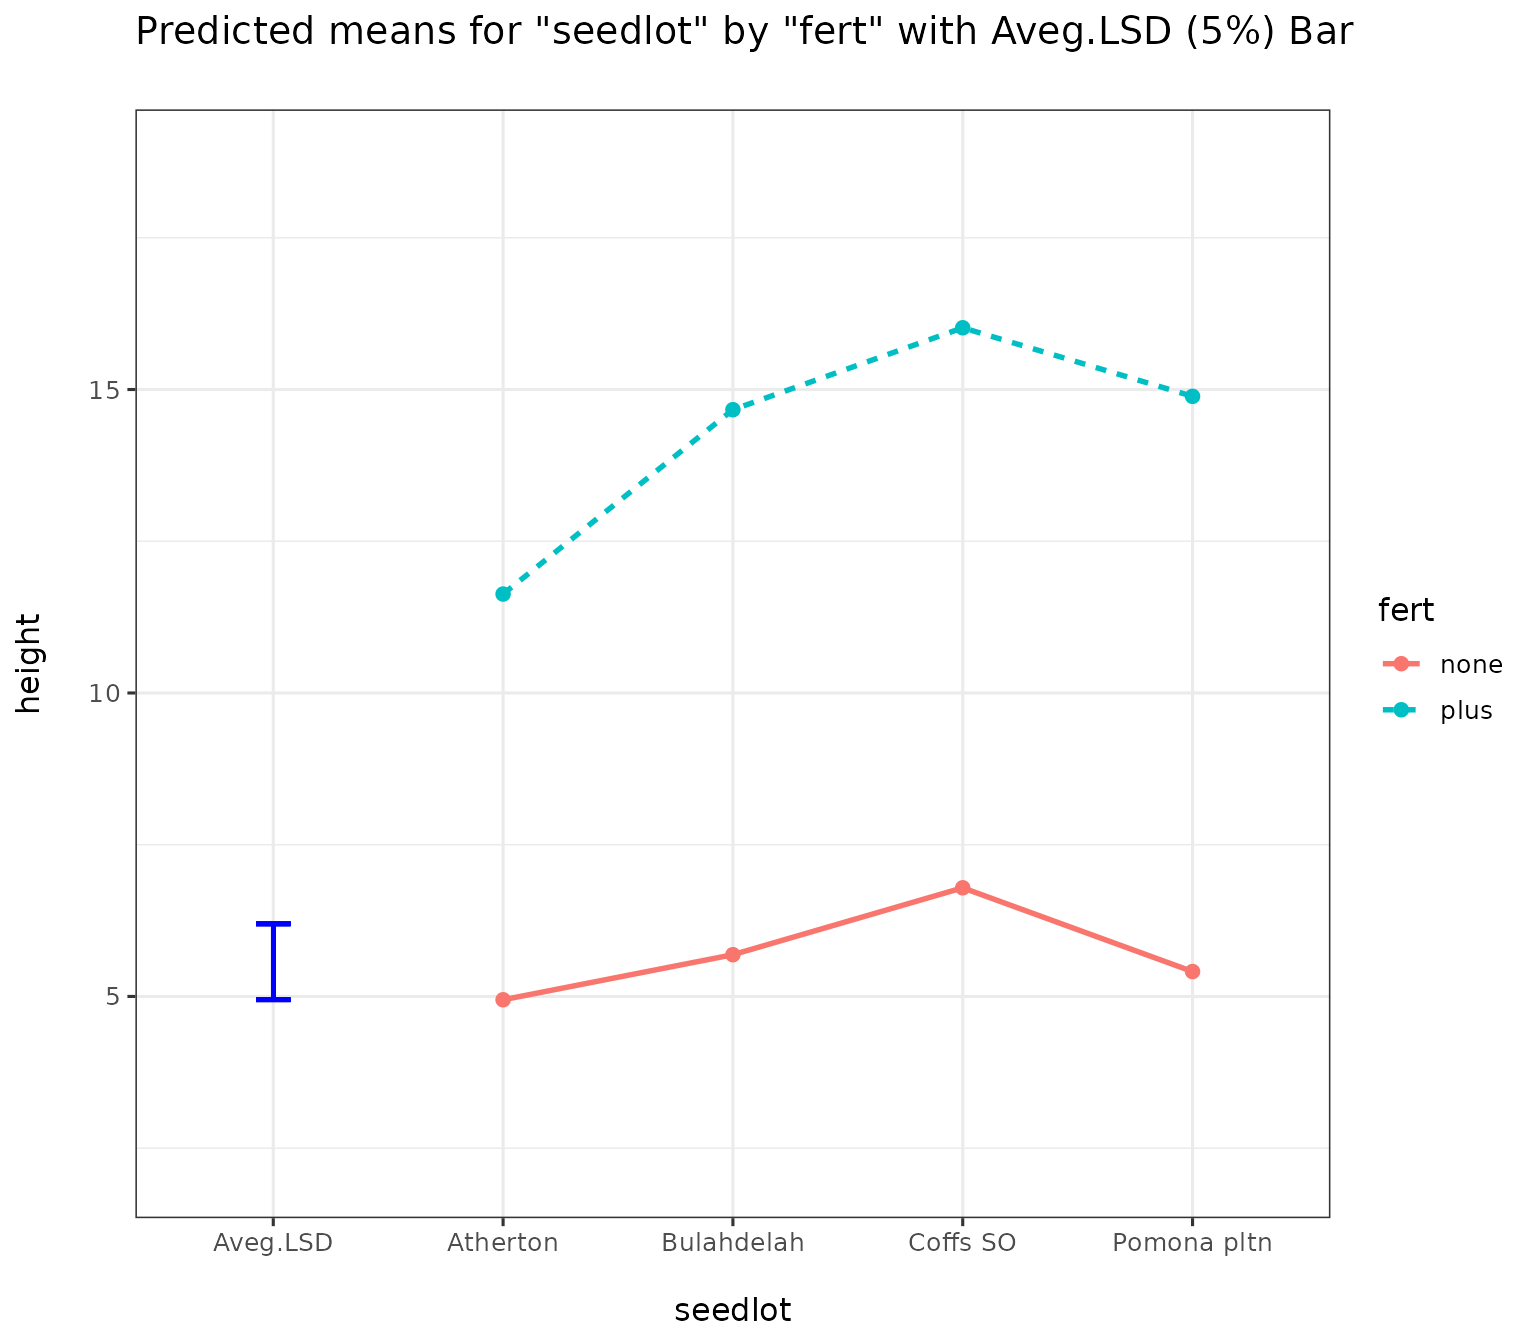 Predicted means for "seedlot" by "fert" with Aveg.LSD (5%) Bar
height
15
10
5
Aveg.LSD
Atherton
Bulahdelah
Coffs SO
Pomona pltn
seedlot
fert
none
plus